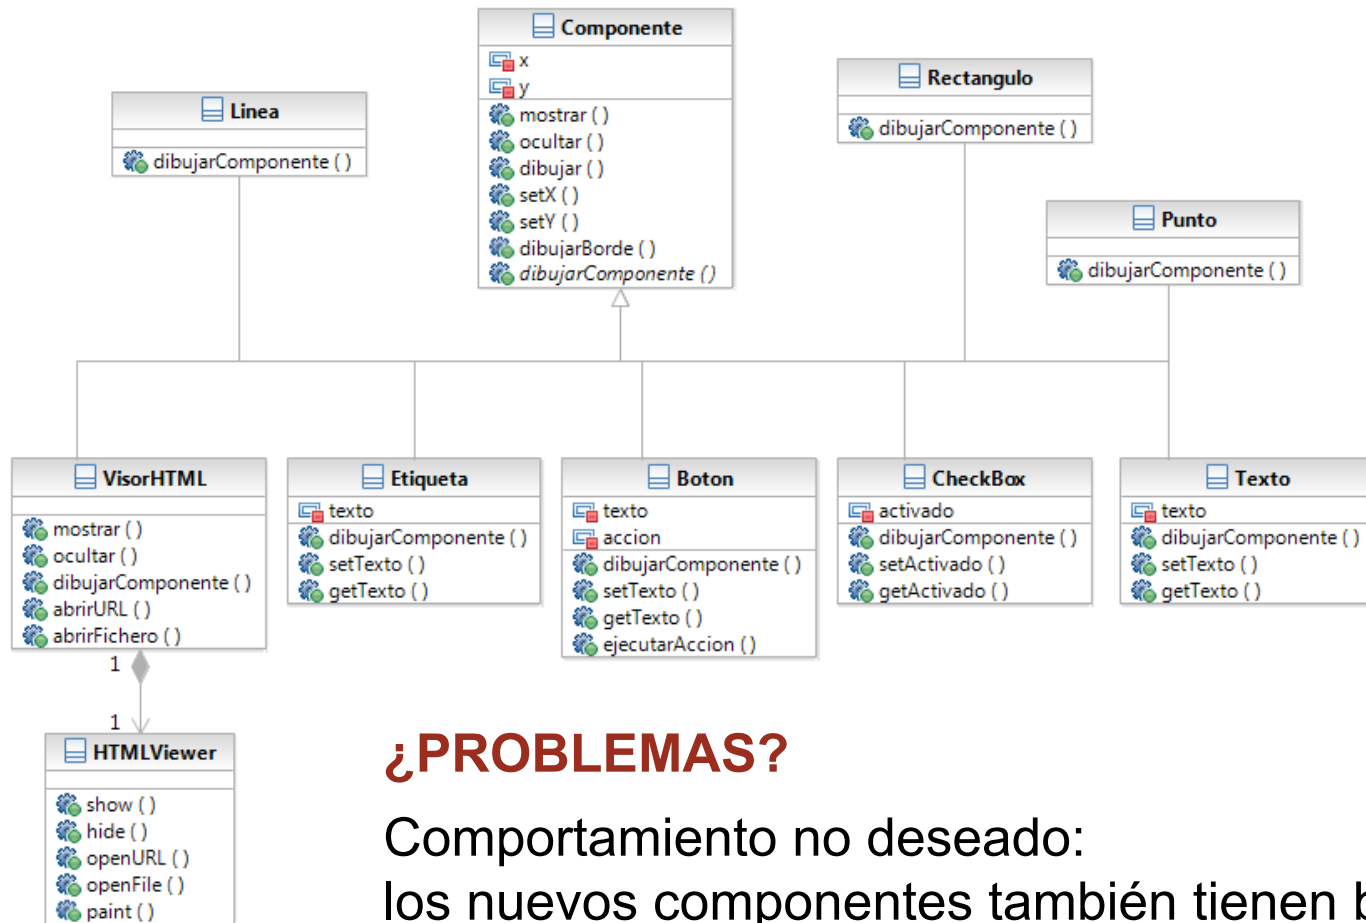 Componente
x
y
mostrar ( )
ocultar ( )
dibujar ( )
setX ( )
setY ( )
dibujarBorde ( )
dibujarComponente ( )
Linea
dibujarComponente ( )
Rectangulo
dibujarComponente ( )
Punto
dibujarComponente ( )
VisorHTML
mostrar ( )
ocultar ( )
dibujarComponente ( )
abrirURL ( )
abrirFichero ( )
Etiqueta
texto
dibujarComponente ( )
setTexto ( )
getTexto ( )
Boton
texto
accion
dibujarComponente ( )
setTexto ( )
getTexto ( )
ejecutarAccion ( )
CheckBox
activado
dibujarComponente ( )
setActivado ( )
getActivado ( )
Texto
texto
dibujarComponente ( )
setTexto ( )
getTexto ( )
1
1
HTMLViewer
show ( )
hide ( )
openURL ( )
openFile ( )
paint ( )
¿PROBLEMAS?
Comportamiento no deseado:
los nuevos componentes también tienen